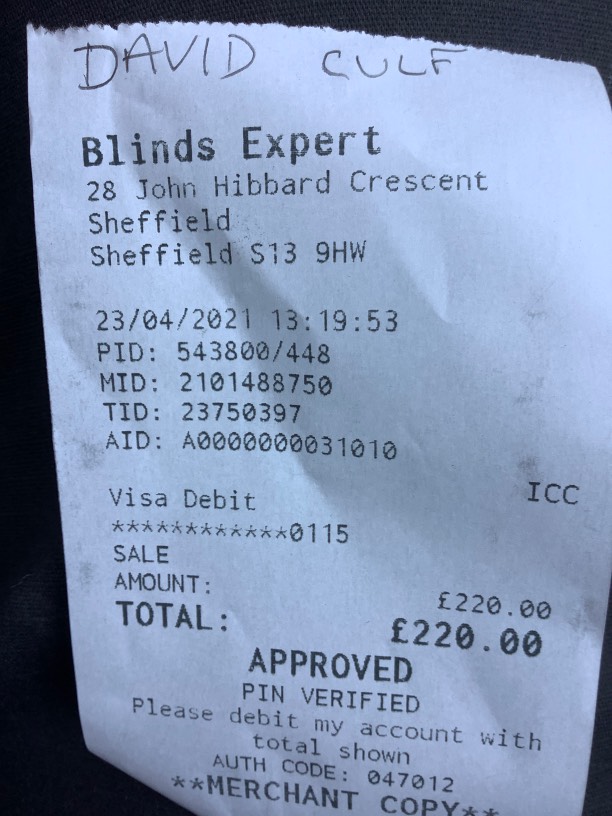 DAVID CULF
Blinds Expert
28 John Hibbard Crescent
Sheffield
Sheffield S13 9HW
23/04/2021 13:19:53
PID: 543800/448
MID: 2101488750
TID: 23750397
AID: A0000000031010
ICC
Visa Debit
************0115
SALE
AMOUNT: £220.00
TOTAL: £220.00
APPROVED
PIN VERIFIED
Please debit my account with
total shown
AUTH CODE: 047012
**MERCHANT COPY**